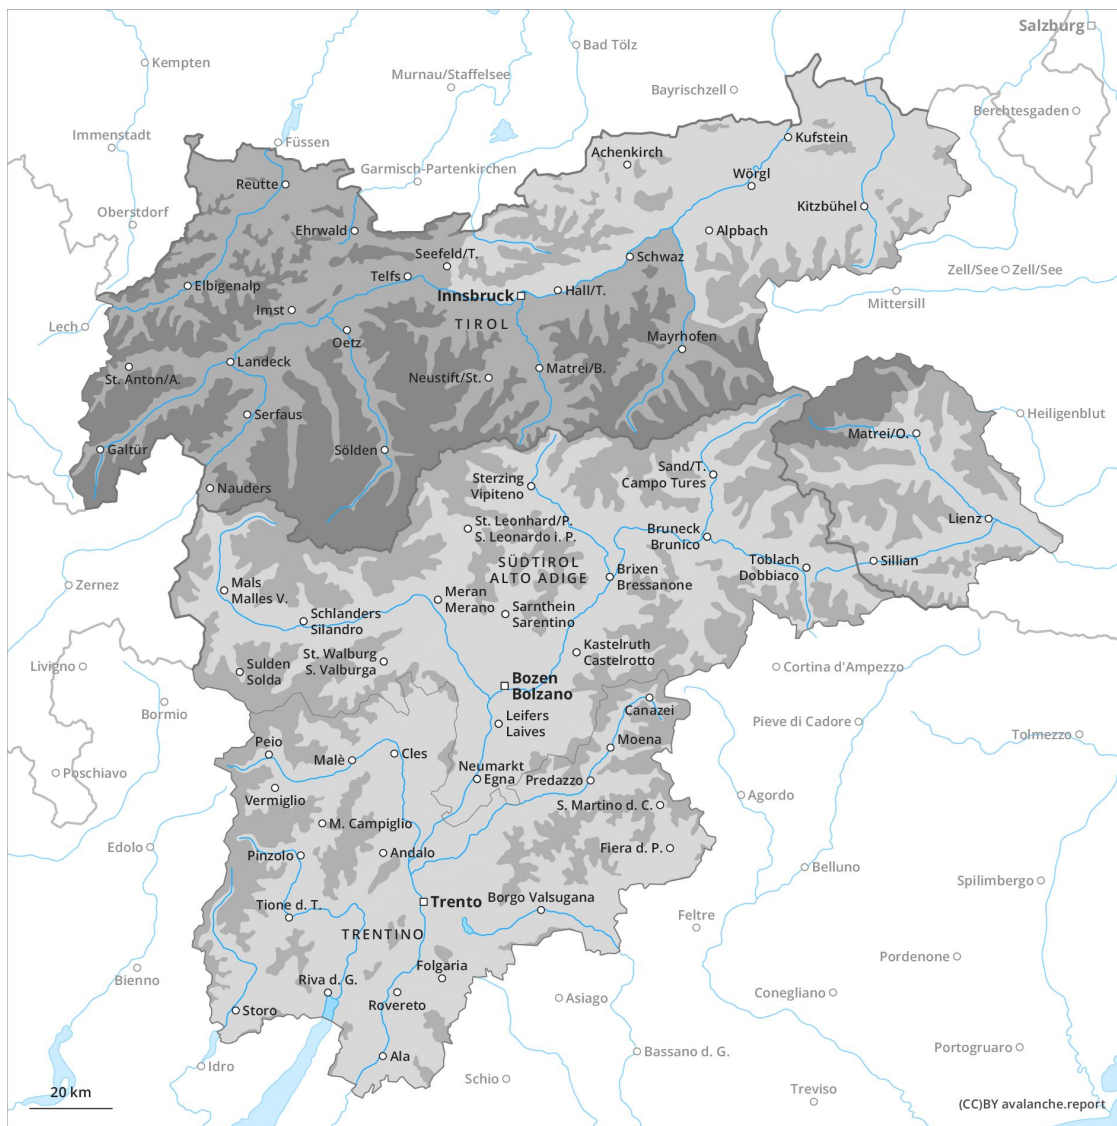 Salzburg
Bad Tölz
Kempten
Murnau/Staffelsee
Bayrischzell
Berchtesgaden
Immenstadt
Füssen
Kufstein
Achenkirch
Garmisch-Partenkirchen
Wörgl
Reutte
Kitzbühel
Oberstdorf
Ehrwald
Alpbach
Seefeld/T.
Schwaz
Telfs
Zell/See
Zell/See
Elbigenalp
Hall/T.
Innsbruck
Mittersill
Imst
TIROL
Lech
Oetz
Mayrhofen
Landeck
Matrei/B.
St. Anton/A.
Neustift/St.
Serfaus
Heiligenblut
Matrei/O.
Galtür
Sölden
Sand/T.
Campo Tures
Sterzing
Vipiteno
Nauders
Lienz
St. Leonhard/P.
S. Leonardo i. P.
Bruneck
Brunico
SÜDTIROL
ALTO ADIGE
Toblach
Dobbiaco
Sillian
Brixen
Bressanone
Zernez
Mals
Malles V.
Meran
Merano
Sarnthein
Sarentino
Schlanders
Silandro
Kastelruth
Castelrotto
St. Walburg
S. Valburga
Livigno
Sulden
Solda
Cortina d'Ampezzo
Bozen
Bolzano
Bormio
Canazei
Leifers
Laives
Pieve di Cadore
Tolmezzo
Moena
Peio
Cles
Malè
Neumarkt
Egna
Predazzo
Poschiavo
Vermiglio
Agordo
S. Martino d. C.
M. Campiglio
Edolo
Fiera d. P.
Pinzolo
Andalo
Belluno
Spilimbergo
Borgo Valsugana
Trento
Tione d. T.
Feltre
TRENTINO
Pordenone
Folgaria
Bienno
Riva d. G.
Conegliano
Asiago
Rovereto
Storo
Portogruaro
Bassano d. G.
Ala
Idro
Schio
Treviso
20 km
(CC)BY avalanche.report